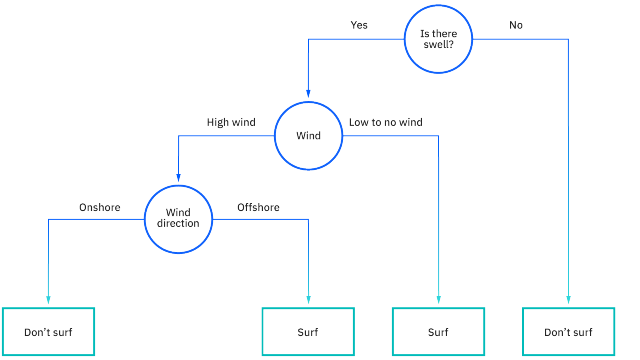 Yes
Is there
swell?
No
High wind
Wind
Low to no wind
Onshore
Wind
direction
Offshore
Don't surf
Surf
Surf
Don't surf